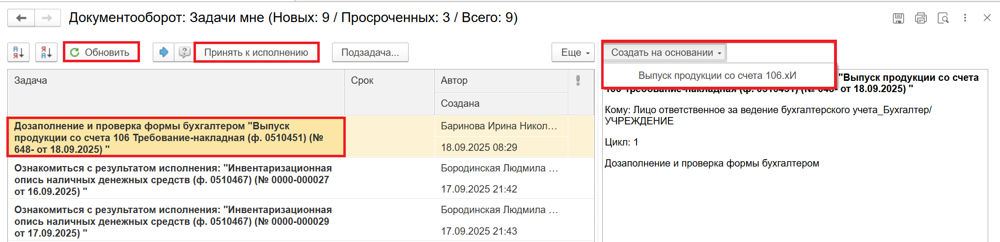 Документооборот: Задачи мне (Новых: 9 / Просроченных: 3 / Всего: 9)
Обновить
Принять к исполнению
Подзадача...
Еще
Создать на основании
Выпуск продукции со счета 106.хИ
Задача
Срок
Автор
Создана
Дозаполнение и проверка формы бухгалтером "Выпуск
продукции со счета 106 Требование-накладная (ф. 0510451) (№
648- от 18.09.2025) "
Баринова Ирина Никол…
18.09.2025 08:29
Ознакомиться с результатом исполнения: "Инвентаризационная
опись наличных денежных средств (ф. 0510467) (№ 0000-000027
от 16.09.2025) "
Бородинская Людмила …
17.09.2025 21:42
Ознакомиться с результатом исполнения: "Инвентаризационная
опись наличных денежных средств (ф. 0510467) (№ 0000-000029
от 17.09.2025) "
Бородинская Людмила …
17.09.2025 21:43
"Выпуск продукции со счета
106 Требование-накладная (ф. 0510451) (№ 648- от 18.09.2025) "
Кому: Лицо ответственное за ведение бухгалтерского учета_Бухгалтер/
УЧРЕЖДЕНИЕ
Цикл: 1
Дозаполнение и проверка формы бухгалтером